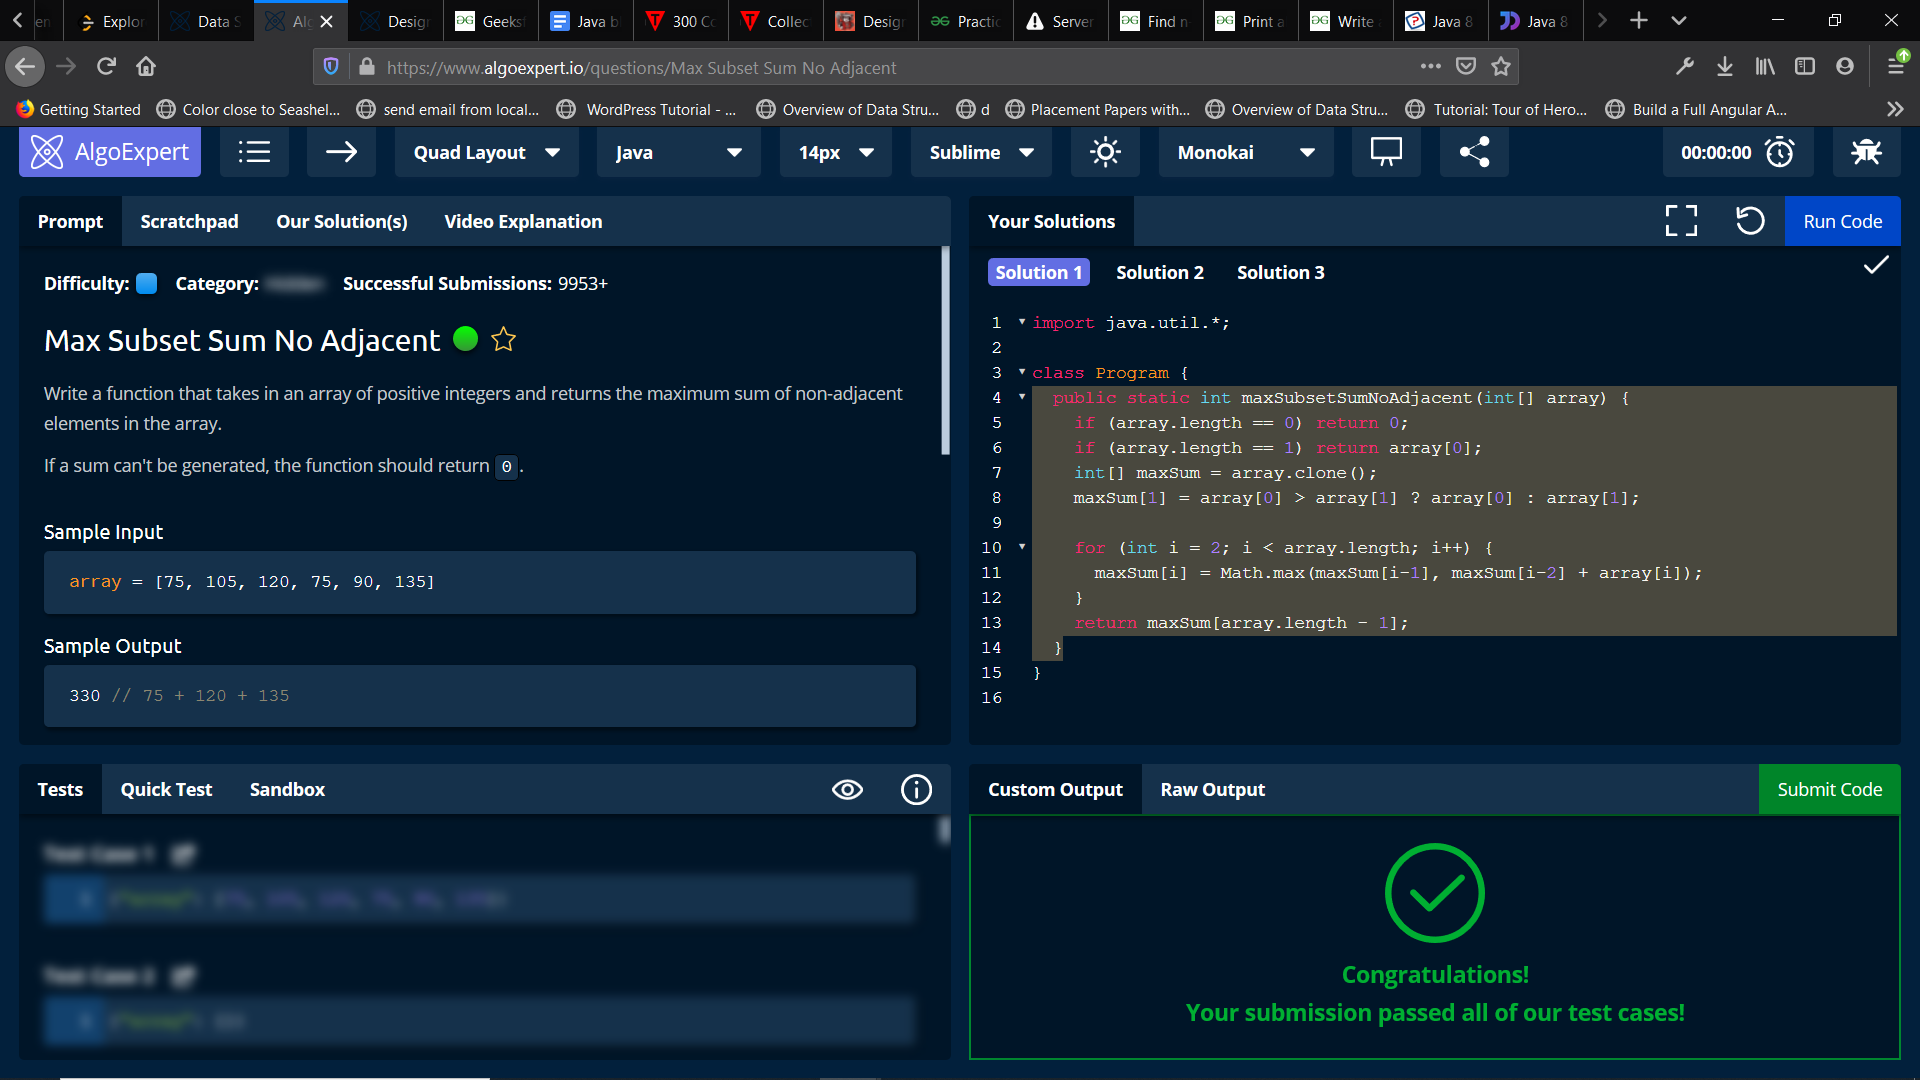 en
Explor
Data S
Alg
Design
Geeksf
Java b
300 Co
Collec
Design
Practic
Server
Find n
Print a
Write
Java 8
Java 8
https://www.algoexpert.io/questions/Max Subset Sum No Adjacent
Getting Started
Color close to Seashel...
send email from local...
WordPress Tutorial - ...
Overview of Data Stru...
d
Placement Papers with...
Overview of Data Stru...
Tutorial: Tour of Hero...
Build a Full Angular A...
AlgoExpert
Quad Layout
Java
14px
Sublime
Monokai
00:00:00
Prompt
Scratchpad
Our Solution(s)
Video Explanation
Difficulty:
Category:
Successful Submissions: 9953+
Max Subset Sum No Adjacent
Write a function that takes in an array of positive integers and returns the maximum sum of non-adjacent
elements in the array.
If a sum can't be generated, the function should return 0.
Sample Input
array = [75, 105, 120, 75, 90, 135]
Sample Output
330 // 75 + 120 + 135
Your Solutions
Run Code
Solution 1
Solution 2
Solution 3
1 import java.util.*;
2
3 class Program {
4 public static int maxSubsetSumNoAdjacent(int[] array) {
5 if (array.length == 0) return 0;
6 if (array.length == 1) return array[0];
7 int[] maxSum = array.clone();
8 maxSum[1] = array[0] > array[1] ? array[0] : array[1];
9
10 for (int i = 2; i < array.length; i++) {
11 maxSum[i] = Math.max(maxSum[i-1], maxSum[i-2] + array[i]);
12 }
13 return maxSum[array.length - 1];
14 }
15 }
16
Tests
Quick Test
Sandbox
Test Case 1
Test Case 2
Custom Output
Raw Output
Submit Code
Congratulations!
Your submission passed all of our test cases!